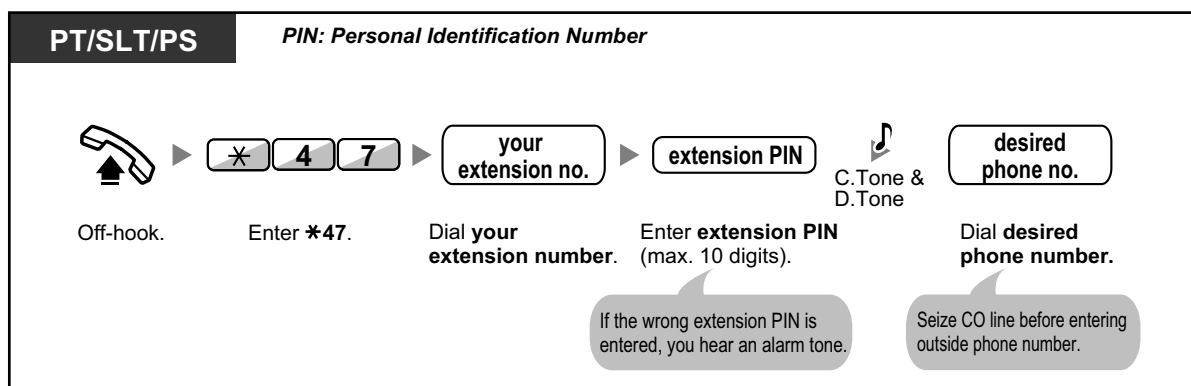 PT/SLT/PS
PIN: Personal Identification Number
* 4 7
your
extension no.
extension PIN
C.Tone &
D.Tone
desired
phone no.
Off-hook.
Enter *47.
Dial your
extension number.
Enter extension PIN
(max. 10 digits).
Dial desired
phone number.
If the wrong extension PIN is
entered, you hear an alarm tone.
Seize CO line before entering
outside phone number.